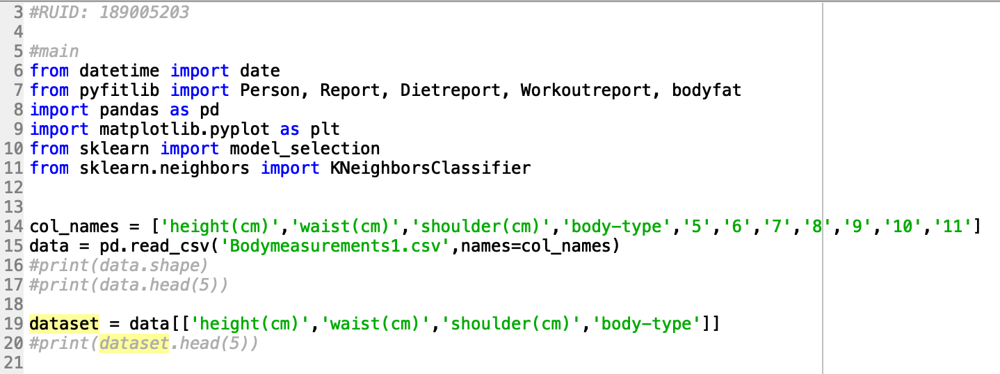 3 #RUID: 189005203
4
5 #main
6 from datetime import date
7 from pyfitlib import Person, Report, Dietreport, Workoutreport, bodyfat
8 import pandas as pd
9 import matplotlib.pyplot as plt
10 from sklearn import model_selection
11 from sklearn.neighbors import KNeighborsClassifier
12
13
14 col_names = ['height(cm)','waist(cm)','shoulder(cm)','body-type','5','6','7','8','9','10','11']
15 data = pd.read_csv('Bodymeasurements1.csv',names=col_names)
16 #print(data.shape)
17 #print(data.head(5))
18
19 dataset = data[['height(cm)','waist(cm)','shoulder(cm)','body-type']]
20 #print(dataset.head(5))
21